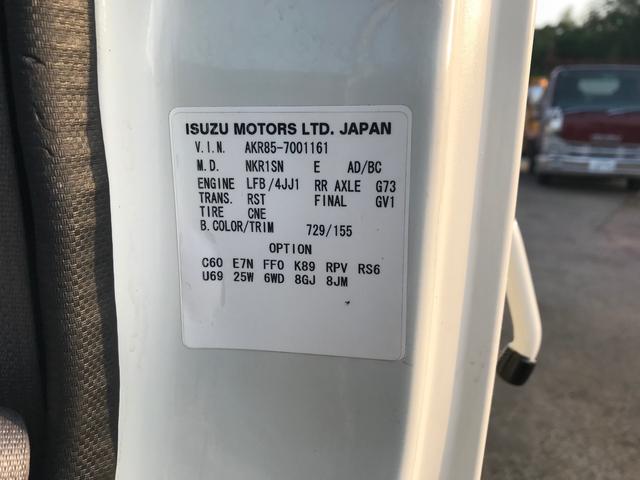 ISUZU MOTORS LTD. JAPAN
V.I.N. AKR85-7001161
M.D. NKR1SN E AD/BC
ENGINE LFB/4JJ1 RR AXLE G73
TRANS. RST FINAL GV1
TIRE CNE
B.COLOR/TRIM 729/155
OPTION
C60 E7N FF0 K89 RPV RS6
U69 25W 6WD 8GJ 8JM